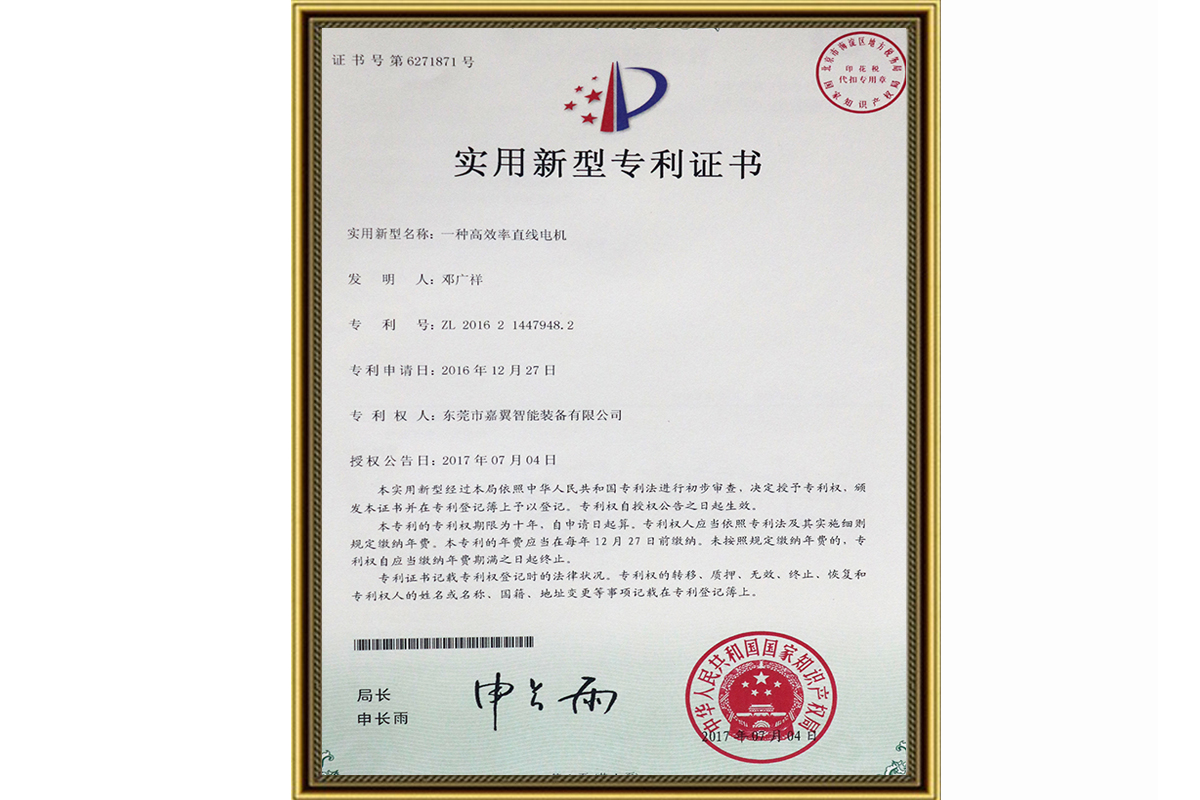 证书号第6271871号
北京市海淀区地方税务局
印花税
代扣专用章
国家知识产权局
实用新型专利证书
实用新型名称：一种高效率直线电机
发明人：邓广祥
专利号：ZL 2016 2 1447948.2
专利申请日：2016年12月27日
专利权人：东莞市嘉翼智能装备有限公司
授权公告日：2017年07月04日
本实用新型经过本局依照中华人民共和国专利法进行初步审查，决定授予专利权，颁
发本证书并在专利登记簿上予以登记。专利权自授权公告之日起生效。
本专利的专利权期限为十年，自申请日起算。专利权人应当依照专利法及其实施细则
规定缴纳年费。本专利的年费应当在每年12月27日前缴纳。未按照规定缴纳年费的，专
利权自应当缴纳年费期满之日起终止。
专利证书记载专利权登记时的法律状况。专利权的转移、质押、无效、终止、恢复和
专利权人的姓名或名称、国籍、地址变更等事项记载在专利登记簿上。
局长
申长雨
申长雨
中华人民共和国国家知识产权局
2017年07月04日